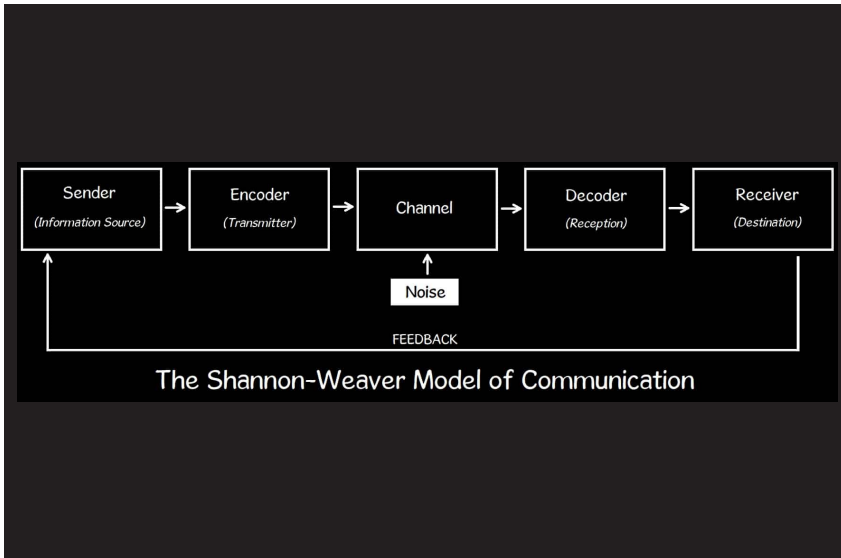 Sender
(Information Source)
Encoder
(Transmitter)
Channel
Decoder
(Reception)
Receiver
(Destination)
Noise
FEEDBACK
The Shannon-Weaver Model of Communication